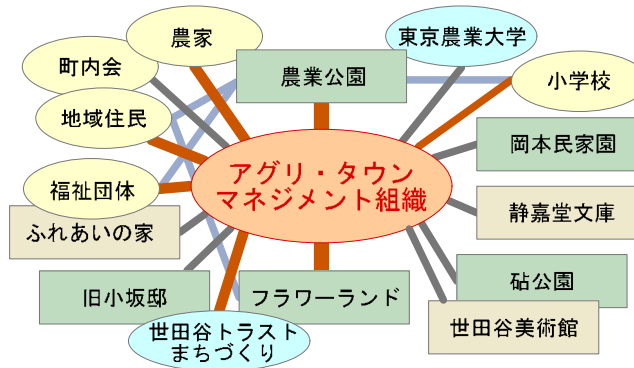 農家
東京農業大学
町内会
農業公園
小学校
地域住民
岡本民家園
アグリ・タウン
マネジメント組織
福祉団体
静嘉堂文庫
ふれあいの家
砧公園
旧小坂邸
フラワーランド
世田谷トラスト
まちづくり
世田谷美術館